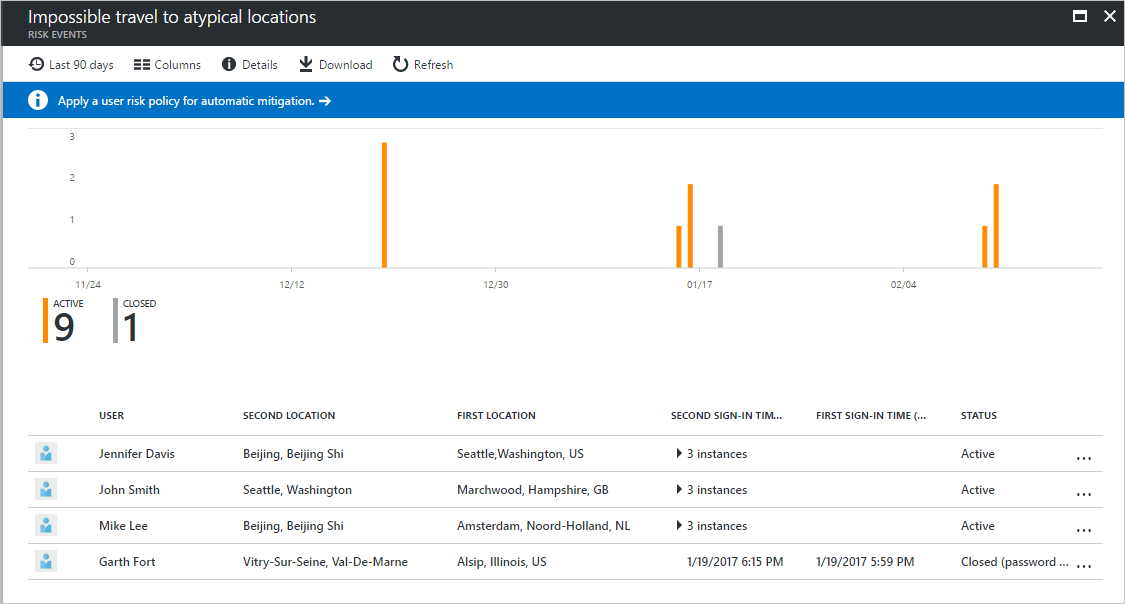 Impossible travel to atypical locations
RISK EVENTS
Last 90 days Columns Details Download Refresh
Apply a user risk policy for automatic mitigation. →
3
2
1
0
11/24 12/12 12/30 01/17 02/04
ACTIVE CLOSED
9 1
USER SECOND LOCATION FIRST LOCATION SECOND SIGN-IN TIM... FIRST SIGN-IN TIME (... STATUS
Jennifer Davis Beijing, Beijing Shi Seattle,Washington, US 3 instances Active ...
John Smith Seattle, Washington Marchwood, Hampshire, GB 3 instances Active ...
Mike Lee Beijing, Beijing Shi Amsterdam, Noord-Holland, NL 3 instances Active ...
Garth Fort Vitry-Sur-Seine, Val-De-Marne Alsip, Illinois, US 1/19/2017 6:15 PM 1/19/2017 5:59 PM Closed (password ... ...